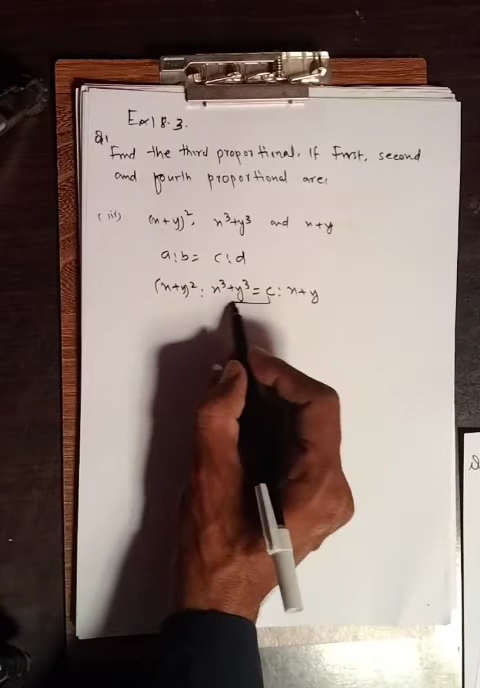 Ex 18.3.
Q1
Find the third proportional, if First, second
and fourth proportional are:
(iii) (x+y)², x³+y³ and x+y
a:b = c:d
(x+y)² : x³+y³ = c : x+y